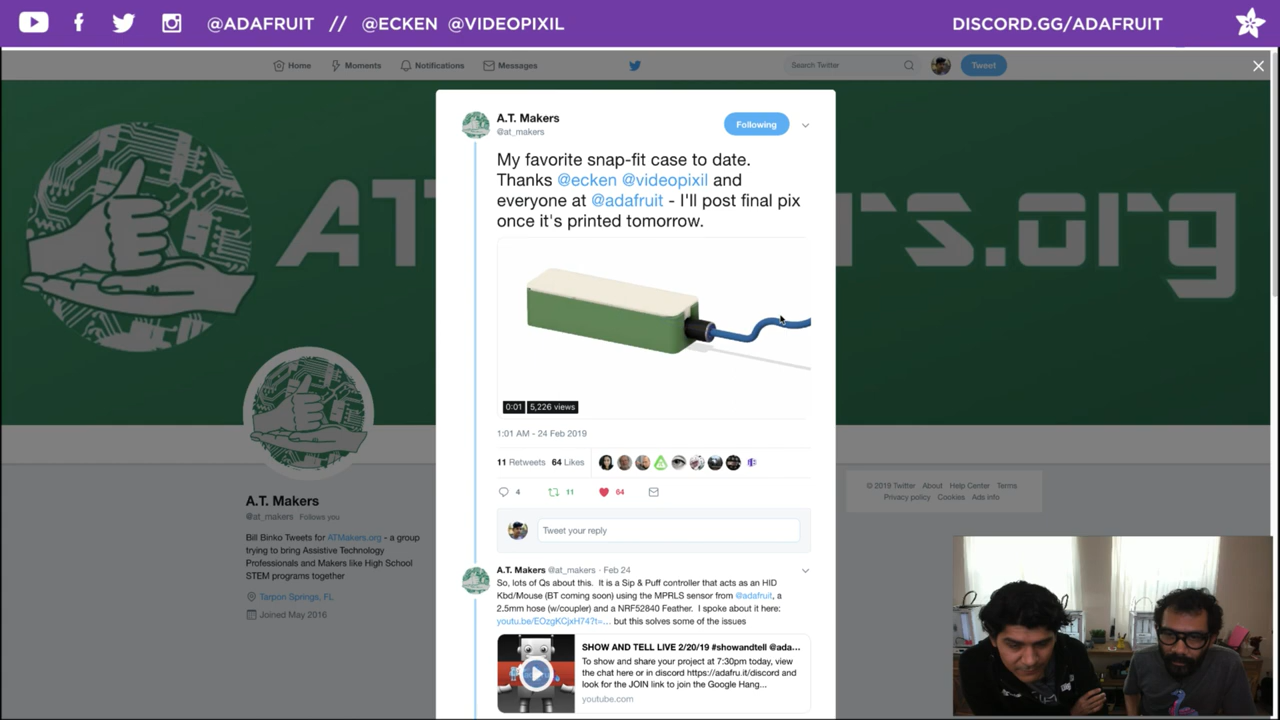 @ADAFRUIT // @ECKEN @VIDEOPIXIL
DISCORD.GG/ADAFRUIT
Home
Moments
Notifications
Messages
Search Twitter
Tweet
A.T. Makers
@at_makers
Following
My favorite snap-fit case to date.
Thanks @ecken @videopixil and
everyone at @adafruit - I'll post final pix
once it's printed tomorrow.
0:01 5,226 views
1:01 AM - 24 Feb 2019
11 Retweets 64 Likes
4 11 64
Tweet your reply
A.T. Makers @at_makers · Feb 24
So, lots of Qs about this. It is a Sip & Puff controller that acts as an HID
Kbd/Mouse (BT coming soon) using the MPRLS sensor from @adafruit, a
2.5mm hose (w/coupler) and a NRF52840 Feather. I spoke about it here:
youtu.be/EOzgKCjxH74?t=... but this solves some of the issues
SHOW AND TELL LIVE 2/20/19 #showandtell @ada...
To show and share your project at 7:30pm today, view
the chat here or in discord https://adafru.it/discord and
look for the JOIN link to join the Google Hang...
youtube.com
A.T. Makers
@at_makers Follows you
Bill Binko Tweets for ATMakers.org - a group
trying to bring Assistive Technology
Professionals and Makers like High School
STEM programs together
Tarpon Springs, FL
Joined May 2016
© 2019 Twitter About Help Center Terms
Privacy policy Cookies Ads info